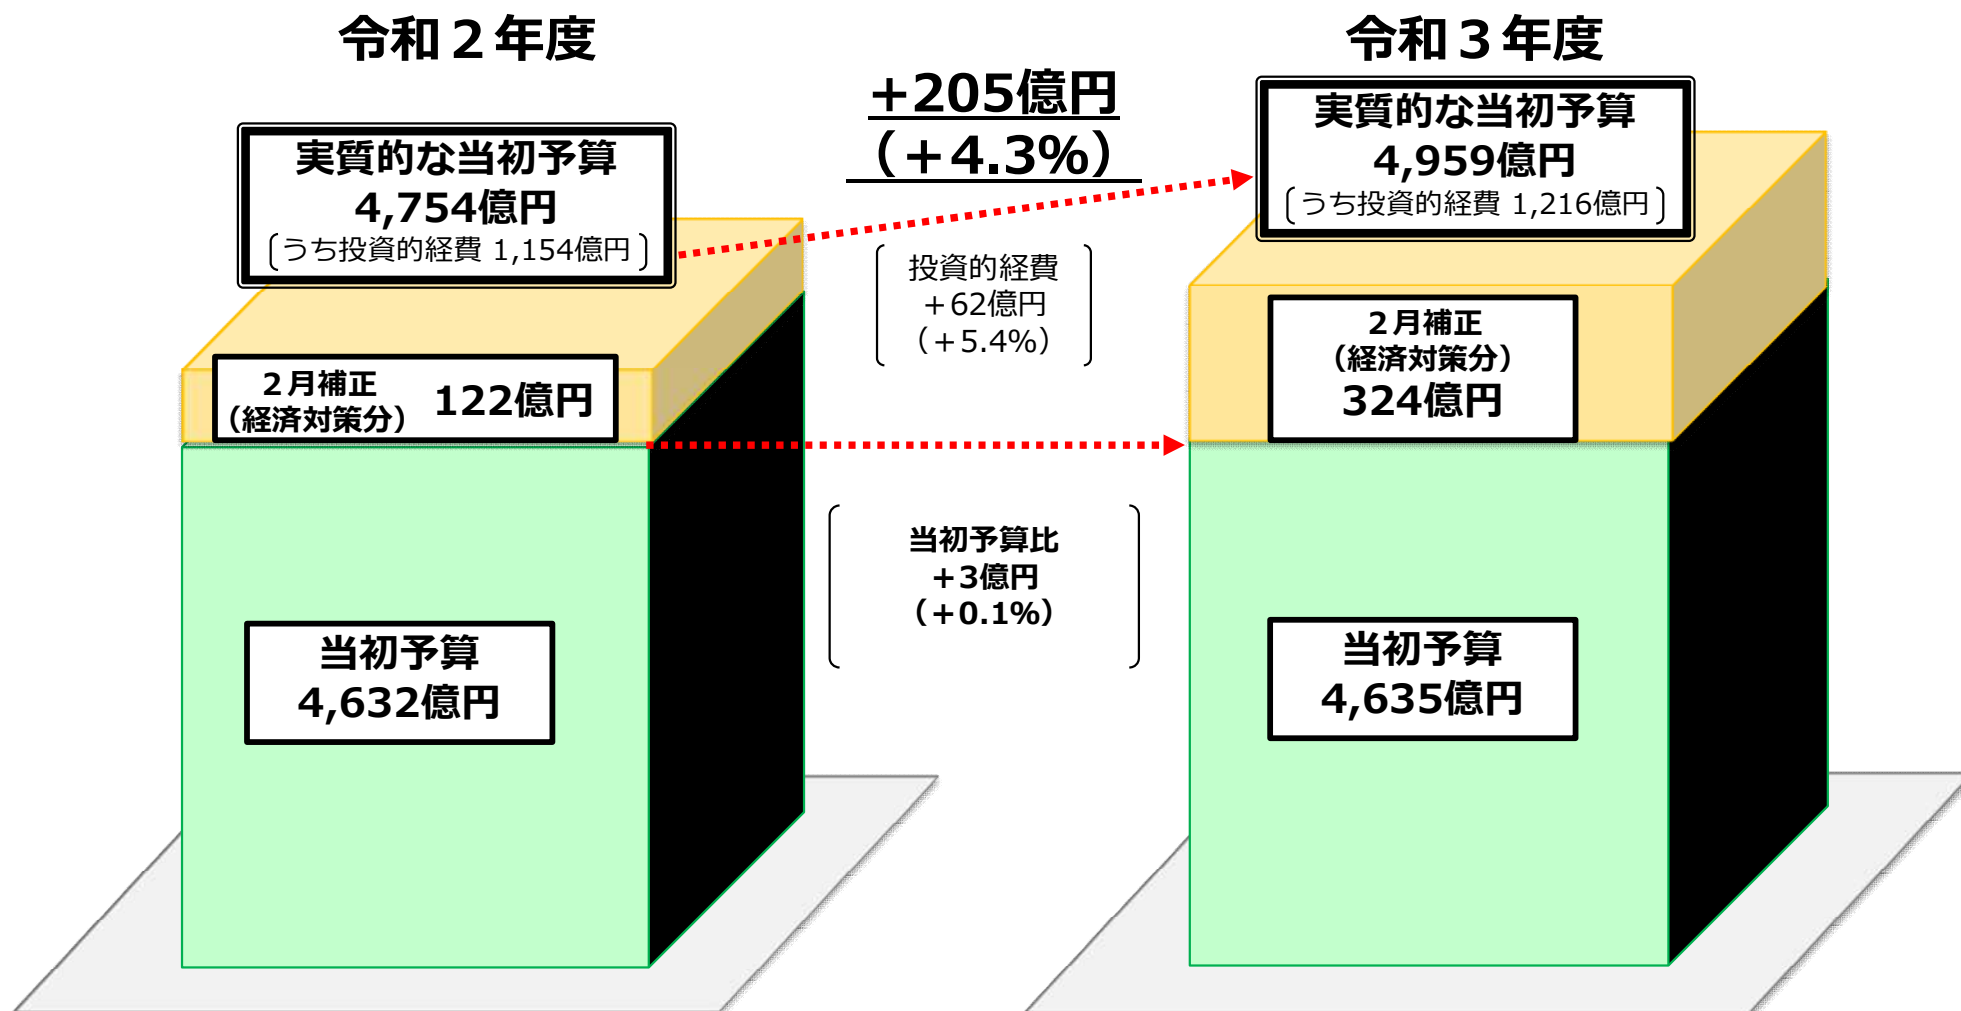 令和２年度
実質的な当初予算
4,754億円
うち投資的経費 1,154億円
２月補正
（経済対策分）
122億円
当初予算
4,632億円
+205億円
（＋4.3%）
投資的経費
＋62億円
（＋5.4%）
当初予算比
＋3億円
（＋0.1%）
令和３年度
実質的な当初予算
4,959億円
うち投資的経費 1,216億円
２月補正
（経済対策分）
324億円
当初予算
4,635億円